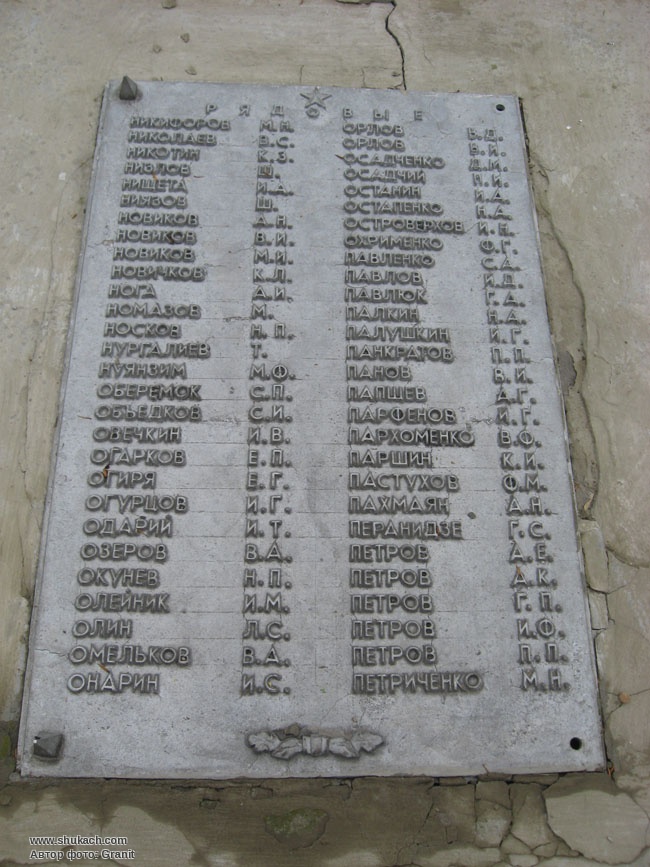 РЯДОВЫЕ
НИКИФОРОВ М.Н.
НИКОЛАЕВ В.С.
НИКОТИН К.З.
НИЗЛОВ Ц.
НИЩЕТА И.А.
НИЯЗОВ Ц.
НОВИКОВ А.Н.
НОВИКОВ В.И.
НОВИКОВ М.И.
НОВИЧКОВ К.Л.
НОГА А.И.
НОМАЗОВ М.
НОСКОВ Н.П.
НУРГАЛИЕВ Т.
НУЯНЗИМ М.Ф.
ОБЕРЕМОК С.П.
ОБЪЕДКОВ С.И.
ОВЕЧКИН И.В.
ОГАРКОВ Е.П.
ОГИРЯ Е.Г.
ОГУРЦОВ И.Г.
ОДАРИЙ И.Т.
ОЗЕРОВ В.А.
ОКУНЕВ Н.П.
ОЛЕЙНИК И.М.
ОЛИН Л.С.
ОМЕЛЬКОВ В.А.
ОНАРИН И.С.
ОРЛОВ В.Д.
ОРЛОВ В.И.
ОСАДЧЕНКО Д.И.
ОСАДЧИЙ П.И.
ОСТАНИН И.Д.
ОСТАПЕНКО Н.А.
ОСТРОВЕРХОВ И.Н.
ОХРИМЕНКО Ф.Г.
ПАВЛЕНКО С.Д.
ПАВЛОВ И.Д.
ПАВЛЮК Г.А.
ПАЛКИН Н.А.
ПАЛУШКИН И.Г.
ПАНКРАТОВ П.П.
ПАНОВ В.И.
ПАПШЕВ А.Г.
ПАРФЕНОВ И.Г.
ПАРХОМЕНКО В.Ф.
ПАРШИН К.И.
ПАСТУХОВ Ф.М.
ПАХМАЯН А.Н.
ПЕРАНИДЗЕ Г.С.
ПЕТРОВ А.Е.
ПЕТРОВ А.К.
ПЕТРОВ Г.П.
ПЕТРОВ И.Ф.
ПЕТРОВ П.П.
ПЕТРИЧЕНКО М.Н.
www.shukach.com
Автор фото: Granit